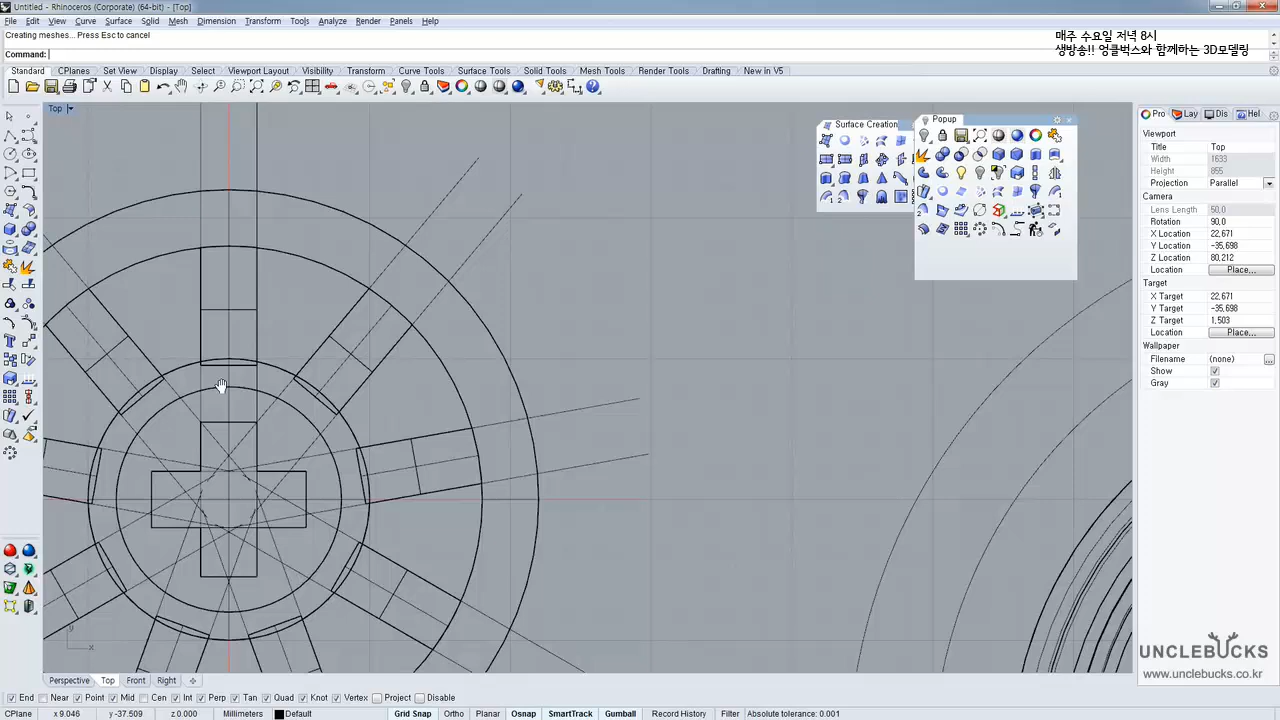 Untitled - Rhinoceros (Corporate) (64-bit) - [Top]
File Edit View Curve Surface Solid Mesh Dimension Transform Tools Analyze Render Panels Help
Creating meshes... Press Esc to cancel
Command:
매주 수요일 저녁 8시
생방송!! 엉클벅스와 함께하는 3D모델링
Standard CPlanes Set View Display Select Viewport Layout Visibility Transform Curve Tools Surface Tools Solid Tools Mesh Tools Render Tools Drafting New in V5
Top
Surface Creation
Popup
Pro Lay Dis Hel
Viewport
Title Top
Width 1633
Height 855
Projection Parallel
Camera
Lens Length 50,0
Rotation 90,0
X Location 22,671
Y Location -35,698
Z Location 80,212
Location Place...
Target
X Target 22,671
Y Target -35,698
Z Target 1,503
Location Place...
Wallpaper
Filename (none)
Show
Gray
y
x
UNCLEBUCKS
www.unclebucks.co.kr
Perspective Top Front Right
End Near Point Mid Cen Int Perp Tan Quad Knot Vertex Project Disable
CPlane x 9.046 y -37.509 z 0.000 Millimeters Default Grid Snap Ortho Planar Osnap SmartTrack Gumball Record History Filter Absolute tolerance: 0.001